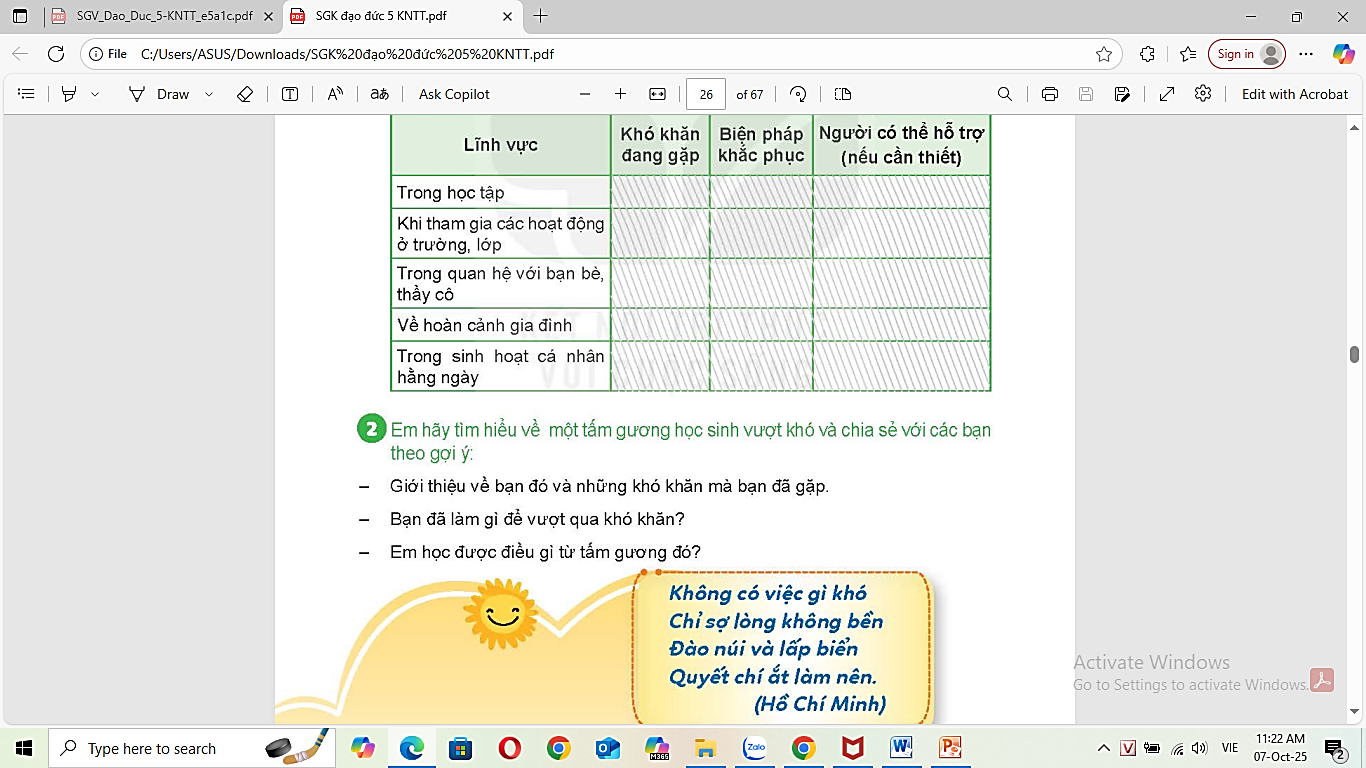 SGV_Dao_Duc_5-KNTT_e5a1c.pdf
SGK đạo đức 5 KNTT.pdf
File
C:/Users/ASUS/Downloads/SGK%20đạo%20đức%205%20KNTT.pdf
Sign in
Draw
aあ
Ask Copilot
26
of 67
Edit with Acrobat
Lĩnh vực
Khó khăn
đang gặp
Biện pháp
khắc phục
Người có thể hỗ trợ
(nếu cần thiết)
Trong học tập
Khi tham gia các hoạt động
ở trường, lớp
Trong quan hệ với bạn bè,
thầy cô
Về hoàn cảnh gia đình
Trong sinh hoạt cá nhân
hằng ngày
2 Em hãy tìm hiểu về một tấm gương học sinh vượt khó và chia sẻ với các bạn
theo gợi ý:
– Giới thiệu về bạn đó và những khó khăn mà bạn đã gặp.
– Bạn đã làm gì để vượt qua khó khăn?
– Em học được điều gì từ tấm gương đó?
Không có việc gì khó
Chỉ sợ lòng không bền
Đào núi và lấp biển
Quyết chí ắt làm nên.
(Hồ Chí Minh)
Activate Windows
Go to Settings to activate Windows.
Type here to search
M365
Zalo
VIE
11:22 AM
07-Oct-25
2